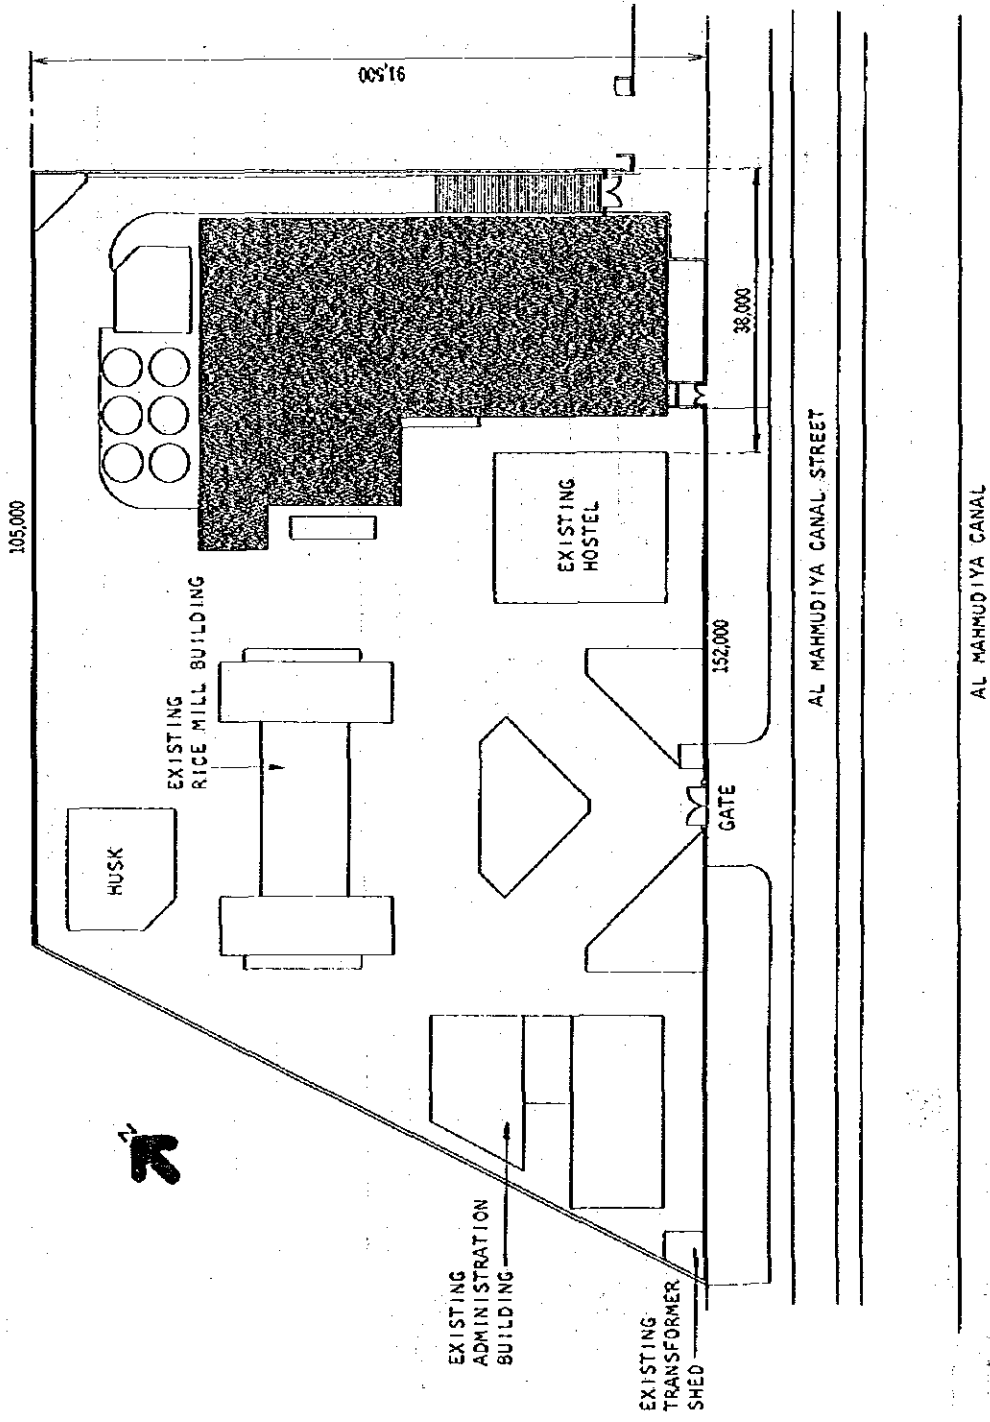 EXISTING
TRANSFORMER
SHED
EXISTING
ADMINISTRATION
BUILDING
N
HUSK
EXISTING
RICE MILL BUILDING
105,000
GATE
152,000
EXISTING
HOSTEL
38,000
91,500
AL MAHMUDIYA CANAL STREET
AL MAHMUDIYA CANAL